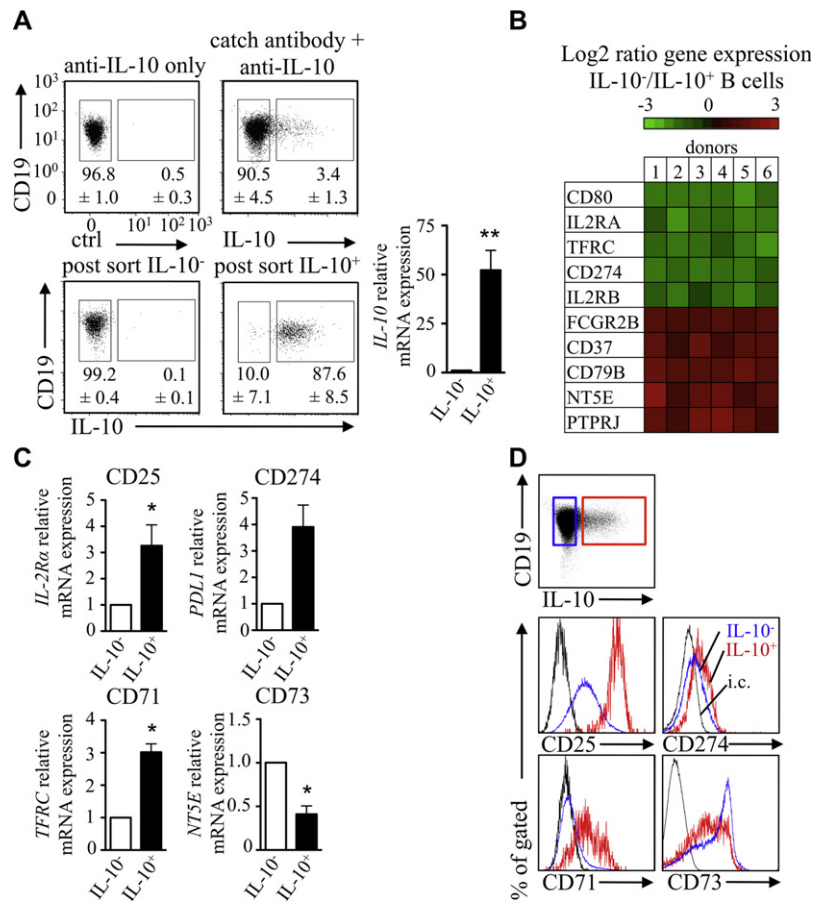 A
anti-IL-10 only
catch antibody +
anti-IL-10
10³
10²
10¹
10⁰
0
CD19
96.8
± 1.0
0.5
± 0.3
90.5
± 4.5
3.4
± 1.3
0 10¹ 10² 10³
ctrl
IL-10
post sort IL-10⁻
post sort IL-10⁺
CD19
99.2
± 0.4
0.1
± 0.1
10.0
± 7.1
87.6
± 8.5
IL-10
IL-10 relative
mRNA expression
75
50
25
0
**
IL-10⁻
IL-10⁺
B
Log2 ratio gene expression
IL-10⁻/IL-10⁺ B cells
-3 0 3
donors
1 2 3 4 5 6
CD80
IL2RA
TFRC
CD274
IL2RB
FCGR2B
CD37
CD79B
NT5E
PTPRJ
C
CD25
IL-2Rα relative
mRNA expression
5
4
3
2
1
0
*
IL-10⁻
IL-10⁺
CD274
PDL1 relative
mRNA expression
5
4
3
2
1
0
IL-10⁻
IL-10⁺
CD71
TFRC relative
mRNA expression
4
3
2
1
0
*
IL-10⁻
IL-10⁺
CD73
NT5E relative
mRNA expression
1.5
1.0
0.5
0
*
IL-10⁻
IL-10⁺
D
CD19
IL-10
IL-10⁻
IL-10⁺
i.c.
% of gated
CD25
CD274
CD71
CD73